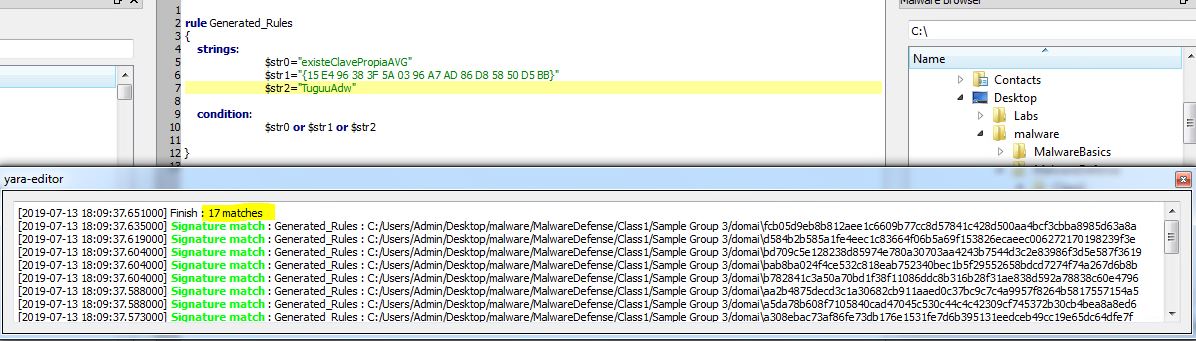 Malware Browser
1
2 rule Generated_Rules
3 {
4 strings:
5 $str0="existeClavePropiaAVG"
6 $str1="{15 E4 96 38 3F 5A 03 96 A7 AD 86 D8 58 50 D5 BB}"
7 $str2="TuguuAdw"
8
9 condition:
10 $str0 or $str1 or $str2
11
12 }
C:\
Name
Contacts
Desktop
Labs
malware
MalwareBasics
yara-editor
[2019-07-13 18:09:37.651000] Finish : 17 matches
[2019-07-13 18:09:37.635000] Signature match : Generated_Rules : C:/Users/Admin/Desktop/malware/MalwareDefense/Class1/Sample Group 3/domai\fcb05d9eb8b812aee1c6609b77cc8d57841c428d500aa4bcf3cbba8985d63a8a
[2019-07-13 18:09:37.619000] Signature match : Generated_Rules : C:/Users/Admin/Desktop/malware/MalwareDefense/Class1/Sample Group 3/domai\d584b2b585a1fe4eec1c83664f06b5a69f153826ecaeec006272170198239f3e
[2019-07-13 18:09:37.604000] Signature match : Generated_Rules : C:/Users/Admin/Desktop/malware/MalwareDefense/Class1/Sample Group 3/domai\bd709c5e128238d85974e780a30703aa4243b7544d3c2e83986f3d5e587f3619
[2019-07-13 18:09:37.604000] Signature match : Generated_Rules : C:/Users/Admin/Desktop/malware/MalwareDefense/Class1/Sample Group 3/domai\bab8ba024f4ce532c818eab752340bec1b5f29552658bdcd7274f74a267d6b8b
[2019-07-13 18:09:37.604000] Signature match : Generated_Rules : C:/Users/Admin/Desktop/malware/MalwareDefense/Class1/Sample Group 3/domai\b782841c3a50a70bd1f38f11086ddc8b316b28f31ae838d592a78838c60e4796
[2019-07-13 18:09:37.588000] Signature match : Generated_Rules : C:/Users/Admin/Desktop/malware/MalwareDefense/Class1/Sample Group 3/domai\aa2b4875decd3c1a30682cb911aaed0c37bc9c7c4a9957f8264b5817557154a5
[2019-07-13 18:09:37.588000] Signature match : Generated_Rules : C:/Users/Admin/Desktop/malware/MalwareDefense/Class1/Sample Group 3/domai\a5da78b608f7105840cad47045c530c44c4c42309cf745372b30cb4bea8a8ed6
[2019-07-13 18:09:37.573000] Signature match : Generated_Rules : C:/Users/Admin/Desktop/malware/MalwareDefense/Class1/Sample Group 3/domai\a308ebac73af86fe73db176e1531fe7d6b395131eedceb49cc19e65dc64dfe7f